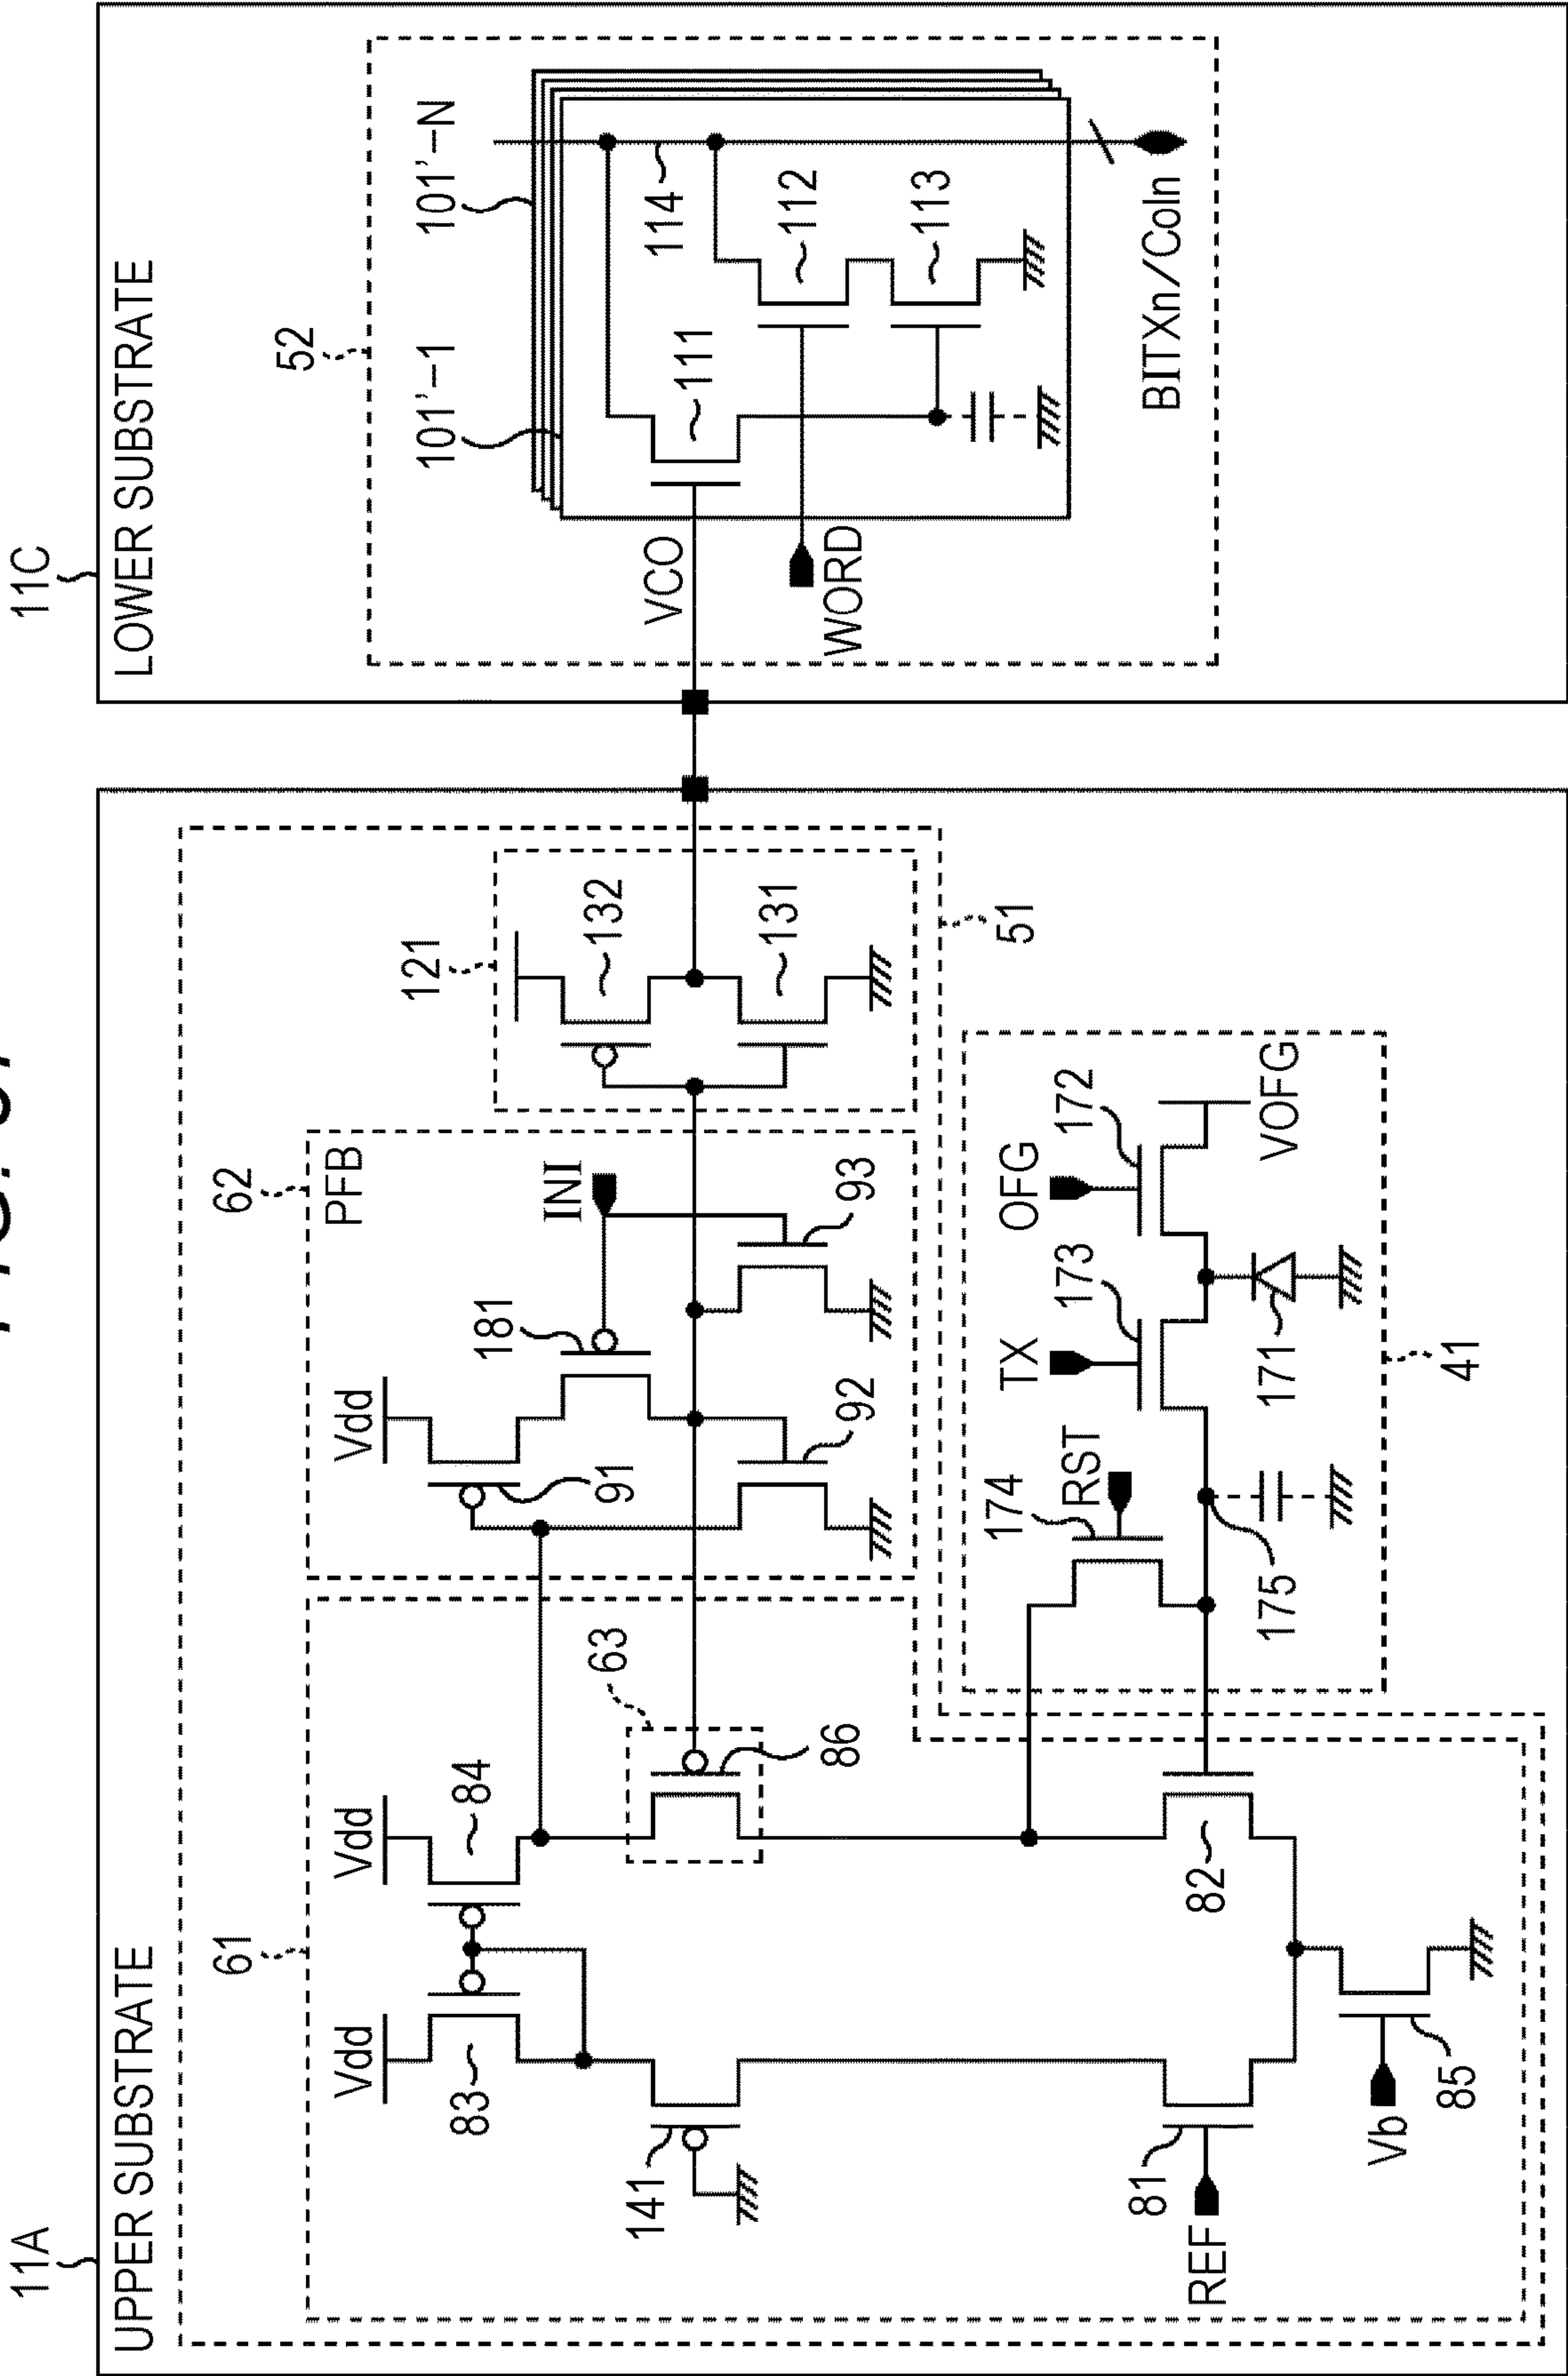 11A
11C
UPPER SUBSTRATE
LOWER SUBSTRATE
61
62
52
Vdd
Vdd
Vdd
PFB
121
101'-1
101'-N
83
84
91
181
INI
132
63
141
86
92
93
131
VCO
111
114
112
113
WORD
51
174
RST
TX
173
OFG
172
REF
81
82
175
171
VOFG
BITXn/Coln
Vb
85
41